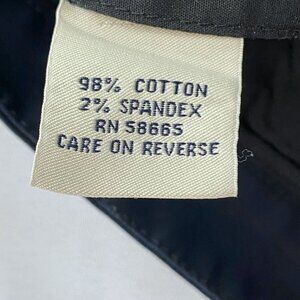 98% COTTON
2% SPANDEX
RN 58665
CARE ON REVERSE